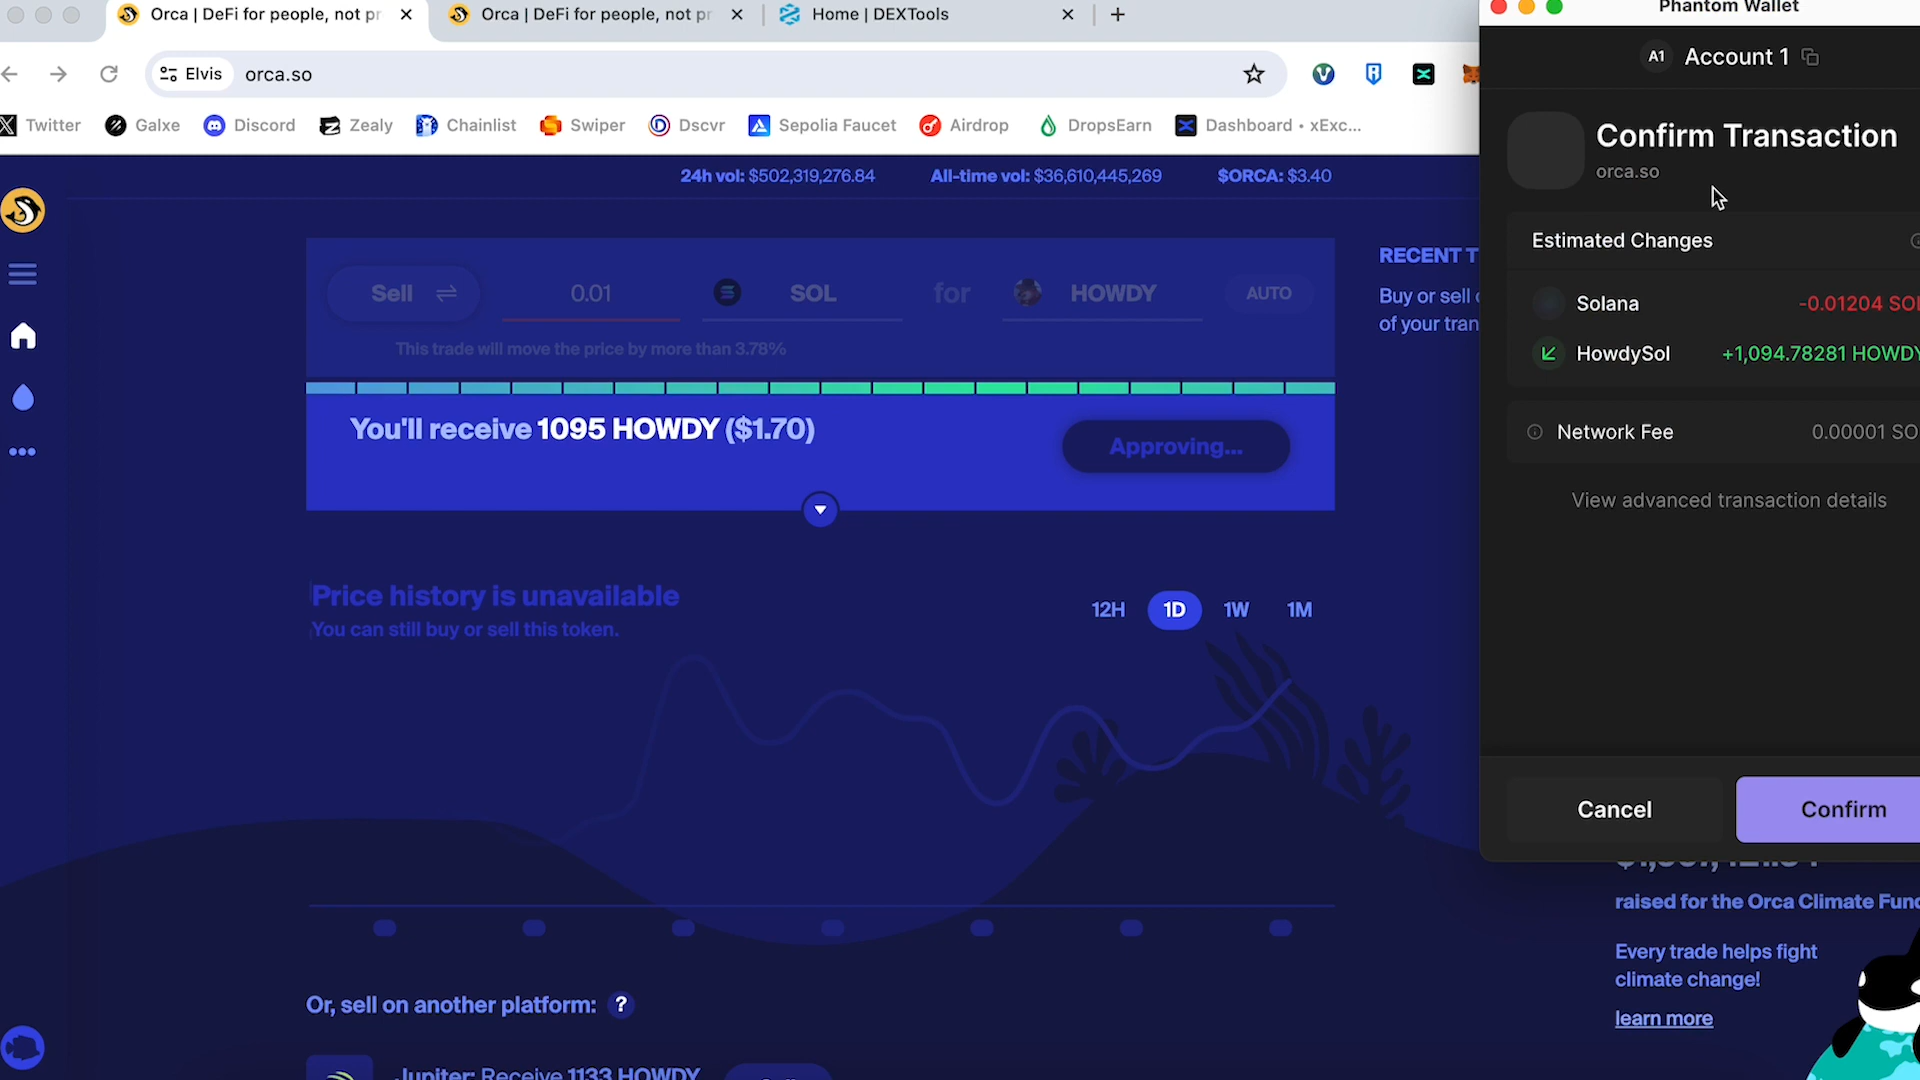 Orca | DeFi for people, not pr
Orca | DeFi for people, not pr
Home | DEXTools
Elvis
orca.so
Twitter
Galxe
Discord
Zealy
Chainlist
Swiper
Dscvr
Sepolia Faucet
Airdrop
DropsEarn
Dashboard • xExc...
24h vol: $502,319,276.84
All-time vol: $36,610,445,269
$ORCA: $3.40
Sell
0.01
SOL
for
HOWDY
AUTO
This trade will move the price by more than 3.78%
You'll receive 1095 HOWDY ($1.70)
Approving...
RECENT T
Buy or sell
of your tran
Price history is unavailable
You can still buy or sell this token.
12H
1D
1W
1M
Or, sell on another platform:
?
Jupiter: Receive 1133 HOWDY
Phantom Wallet
A1
Account 1
Confirm Transaction
orca.so
Estimated Changes
Solana
-0.01204 SOL
HowdySol
+1,094.78281 HOWDY
Network Fee
0.00001 SO
View advanced transaction details
Cancel
Confirm
raised for the Orca Climate Fund
Every trade helps fight
climate change!
learn more